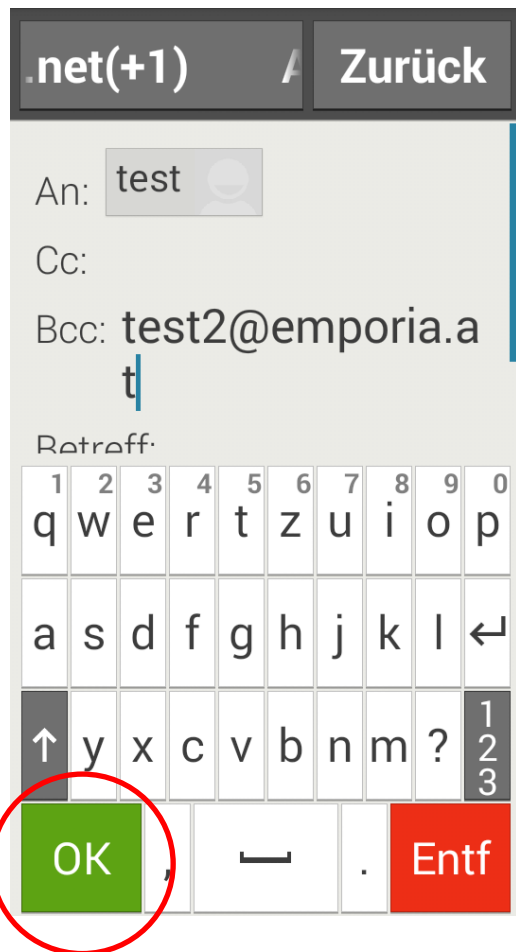 .net(+1) A Zurück
An: test
Cc:
Bcc: test2@emporia.a
t
Betreff:
1 2 3 4 5 6 7 8 9 0
q w e r t z u i o p
a s d f g h j k l ↵
↑ y x c v b n m ? 1 2 3
OK , . Entf